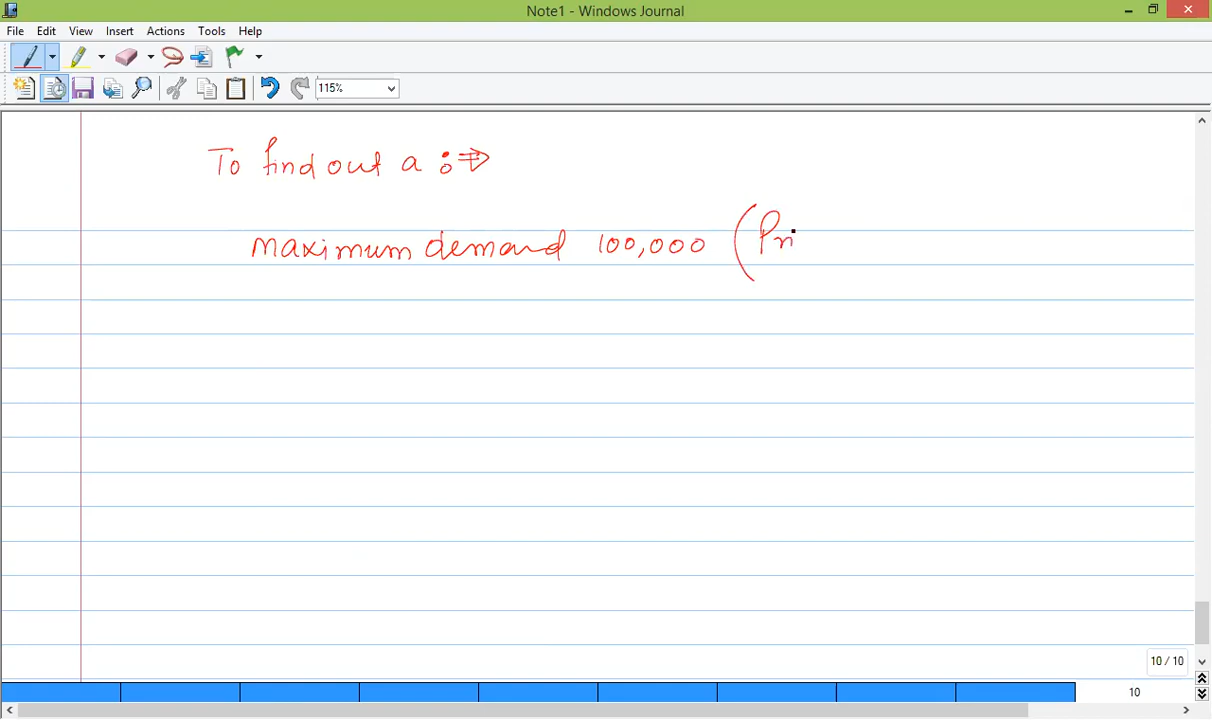 Note1 - Windows Journal
File Edit View Insert Actions Tools Help
115%
To find out a :⇒
maximum demand 100,000 (Pri
10 / 10
10